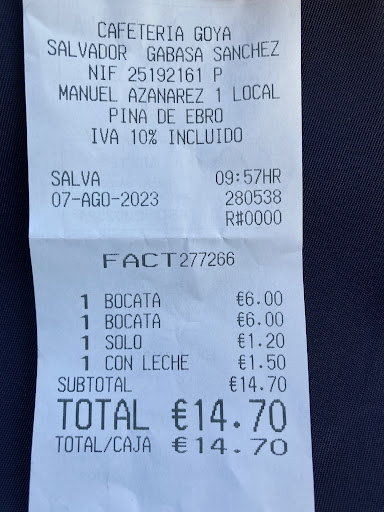 CAFETERIA GOYA
SALVADOR GABASA SANCHEZ
NIF 25192161 P
MANUEL AZANAREZ 1 LOCAL
PINA DE EBRO
IVA 10% INCLUIDO
SALVA 09:57HR
07-AGO-2023 280538
R#0000
FACT277266
1 BOCATA €6.00
1 BOCATA €6.00
1 SOLO €1.20
1 CON LECHE €1.50
SUBTOTAL €14.70
TOTAL €14.70
TOTAL/CAJA €14.70